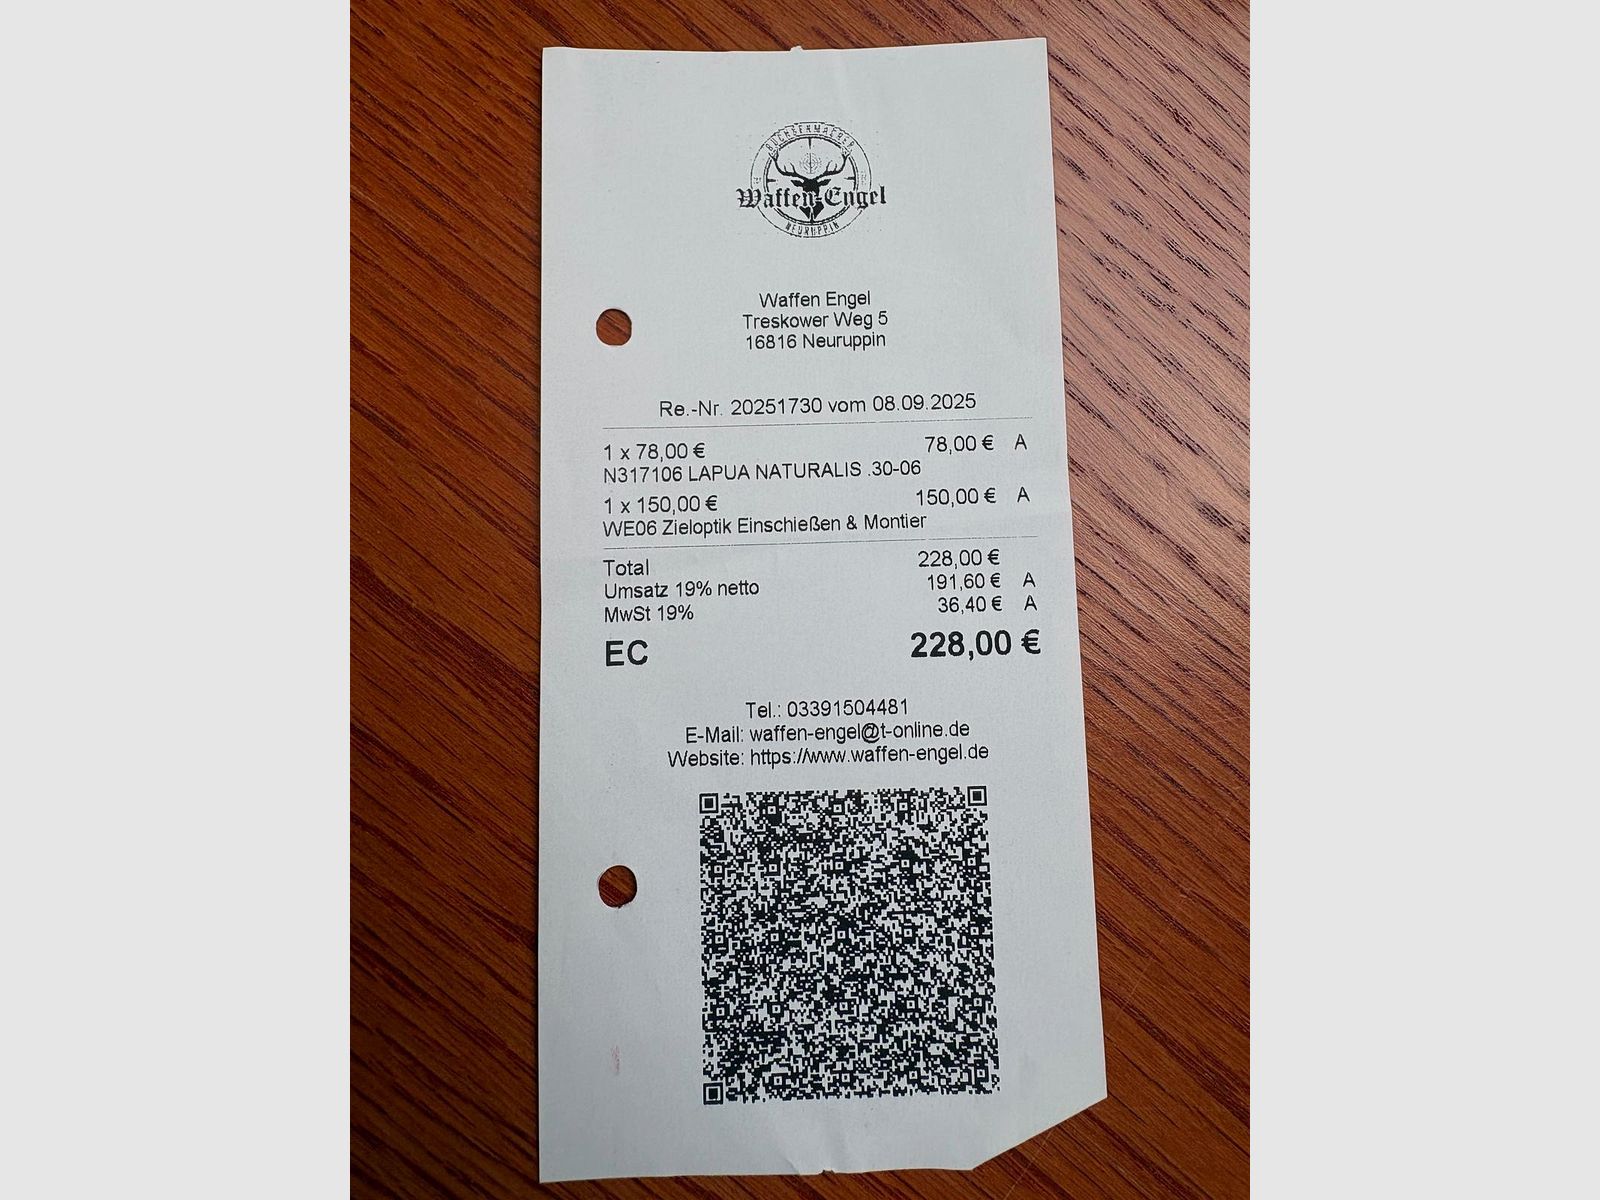 BÜCHSENMACHER
Waffen-Engel
NEURUPPIN
Waffen Engel
Treskower Weg 5
16816 Neuruppin
Re.-Nr. 20251730 vom 08.09.2025
1 x 78,00 € 78,00 € A
N317106 LAPUA NATURALIS .30-06
1 x 150,00 € 150,00 € A
WE06 Zieloptik Einschießen & Montier
Total 228,00 €
Umsatz 19% netto 191,60 € A
MwSt 19% 36,40 € A
EC 228,00 €
Tel.: 03391504481
E-Mail: waffen-engel@t-online.de
Website: https://www.waffen-engel.de